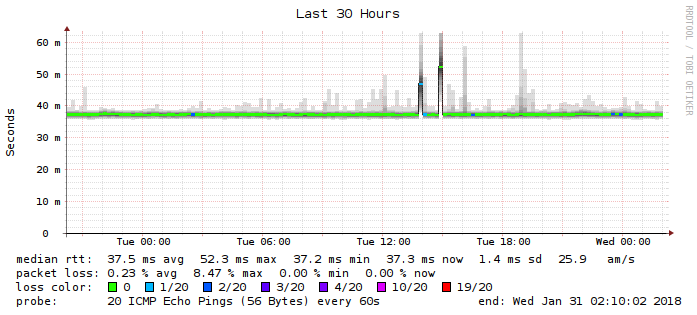 Last 30 Hours
RRDTOOL / TOBI OETIKER
Seconds
60 m
50 m
40 m
30 m
20 m
10 m
0
Tue 00:00 Tue 06:00 Tue 12:00 Tue 18:00 Wed 00:00
median rtt: 37.5 ms avg 52.3 ms max 37.2 ms min 37.3 ms now 1.4 ms sd 25.9 am/s
packet loss: 0.23 % avg 8.47 % max 0.00 % min 0.00 % now
loss color: 0 1/20 2/20 3/20 4/20 10/20 19/20
probe: 20 ICMP Echo Pings (56 Bytes) every 60s end: Wed Jan 31 02:10:02 2018